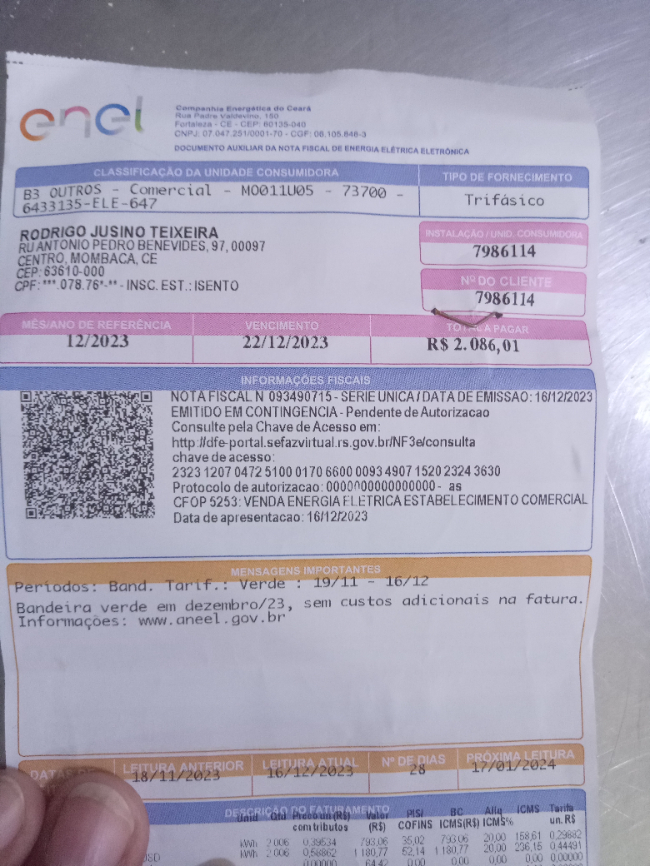 enel
Companhia Energética do Ceará
Rua Padre Valdevino, 150
Fortaleza - CE - CEP: 60135-040
CNPJ: 07.047.251/0001-70 - CGF: 06.105.848-3
DOCUMENTO AUXILIAR DA NOTA FISCAL DE ENERGIA ELÉTRICA ELETRÔNICA
CLASSIFICAÇÃO DA UNIDADE CONSUMIDORA
B3 OUTROS - Comercial - MO011U05 - 73700 -
6433135-ELE-647
TIPO DE FORNECIMENTO
Trifásico
RODRIGO JUSINO TEIXEIRA
RU ANTONIO PEDRO BENEVIDES, 97, 00097
CENTRO, MOMBACA, CE
CEP: 63610-000
CPF: ***.078.76*-** - INSC. EST.: ISENTO
INSTALAÇÃO / UNID. CONSUMIDORA
7986114
Nº DO CLIENTE
7986114
MÊS/ANO DE REFERÊNCIA
12/2023
VENCIMENTO
22/12/2023
TOTAL A PAGAR
R$ 2.086,01
INFORMAÇÕES FISCAIS
NOTA FISCAL N 093490715 - SERIE UNICA / DATA DE EMISSÃO: 16/12/2023
EMITIDO EM CONTINGENCIA - Pendente de Autorizacao
Consulte pela Chave de Acesso em:
http://dfe-portal.sefazvirtual.rs.gov.br/NF3e/consulta
chave de acesso:
2323 1207 0472 5100 0170 6600 0093 4907 1520 2324 3630
Protocolo de autorizacao: 0000000000000000 - as
CFOP 5253: VENDA ENERGIA ELETRICA ESTABELECIMENTO COMERCIAL
Data de apresentacao: 16/12/2023
MENSAGENS IMPORTANTES
Períodos: Band. Tarif.: Verde : 19/11 - 16/12
Bandeira verde em dezembro/23, sem custos adicionais na fatura.
Informações: www.aneel.gov.br
DATAS DE
LEITURA ANTERIOR
18/11/2023
LEITURA ATUAL
16/12/2023
Nº DE DIAS
28
PRÓXIMA LEITURA
17/01/2024
DESCRIÇÃO DO FATURAMENTO
Unid. Qtd Preço un.(R$) com tributos Valor (R$) PIS/ COFINS BC ICMS(R$) Alíq ICMS% ICMS Tarifa un. R$
kWh 2.006 0,39534 793,06 35,02 793,06 20,00 158,61 0,29882
kWh 2.006 0,58862 1.180,77 52,14 1.180,77 20,00 236,15 0,44491
0,00000 64,42 0,00 0,00 0,00 0,00 0,00000